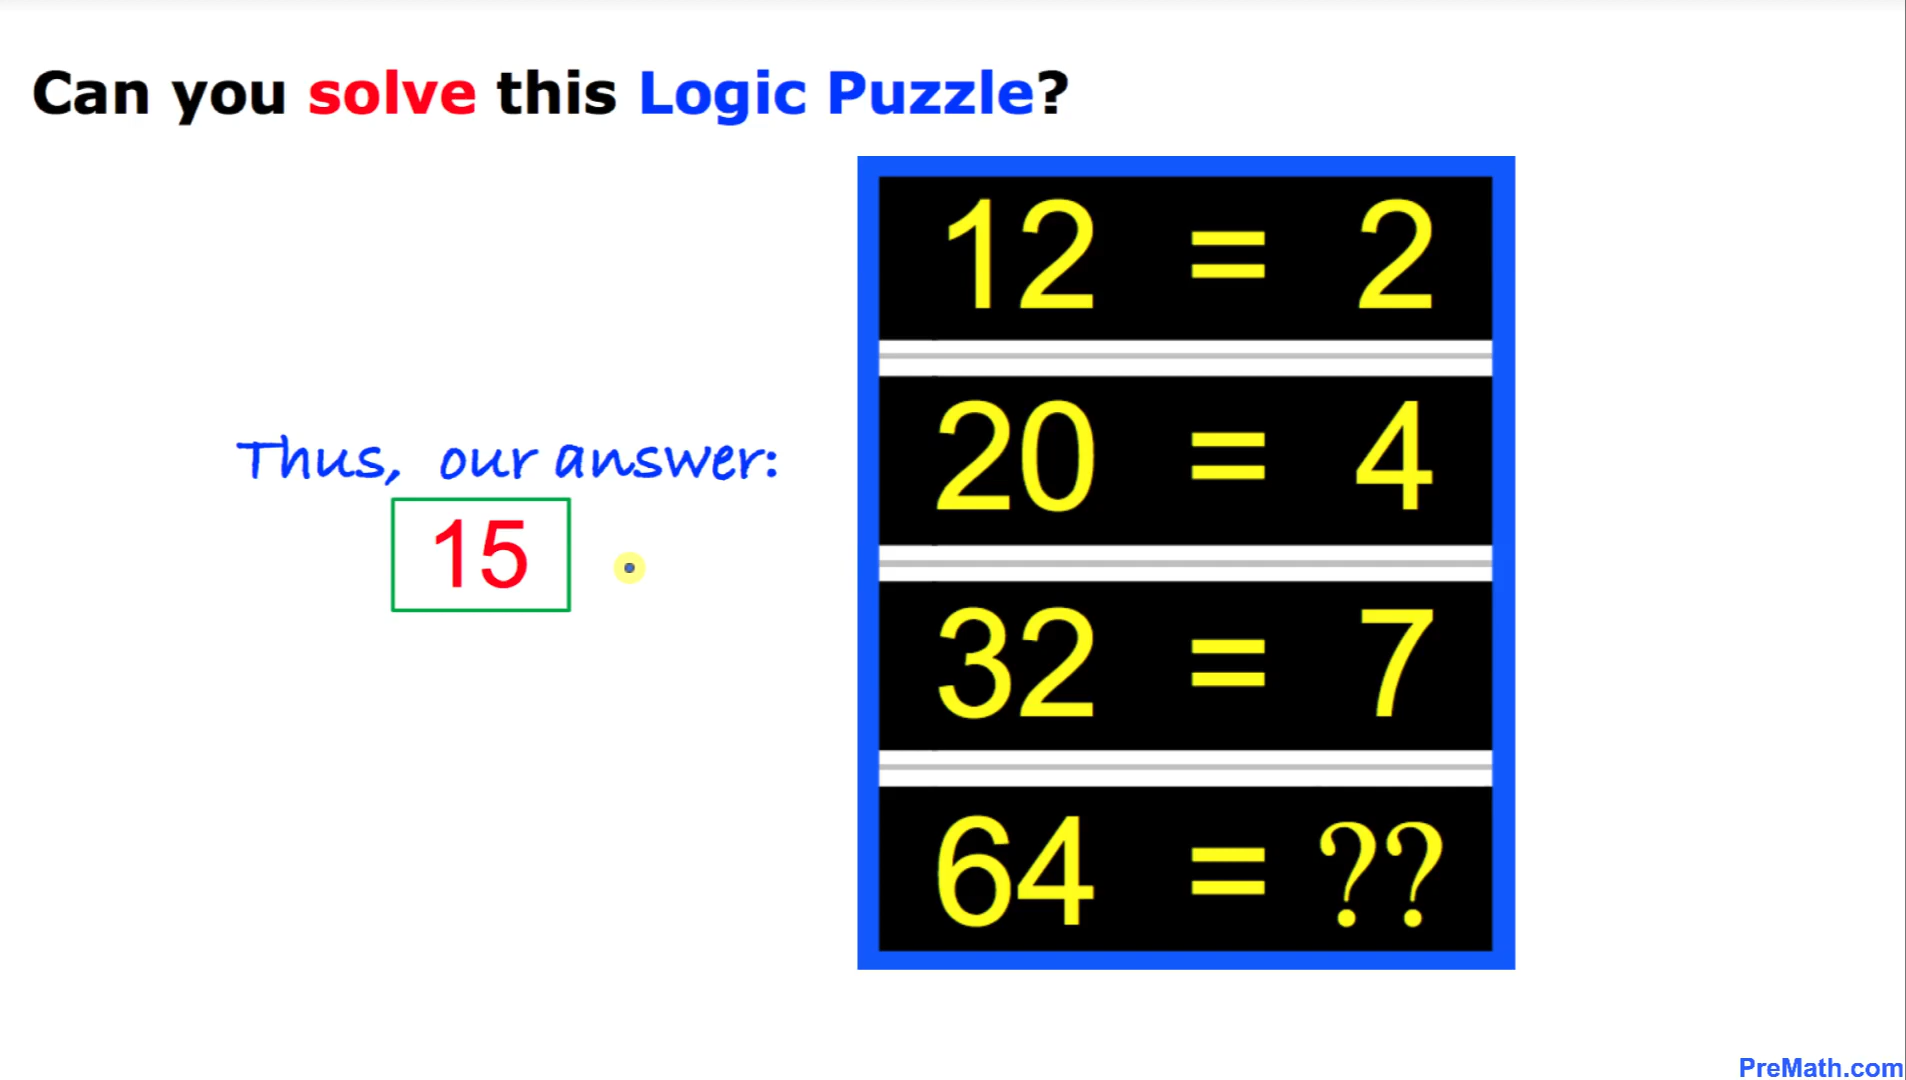 Can you solve this Logic Puzzle?
12 = 2
20 = 4
32 = 7
64 = ??
Thus, our answer:
15
PreMath.com